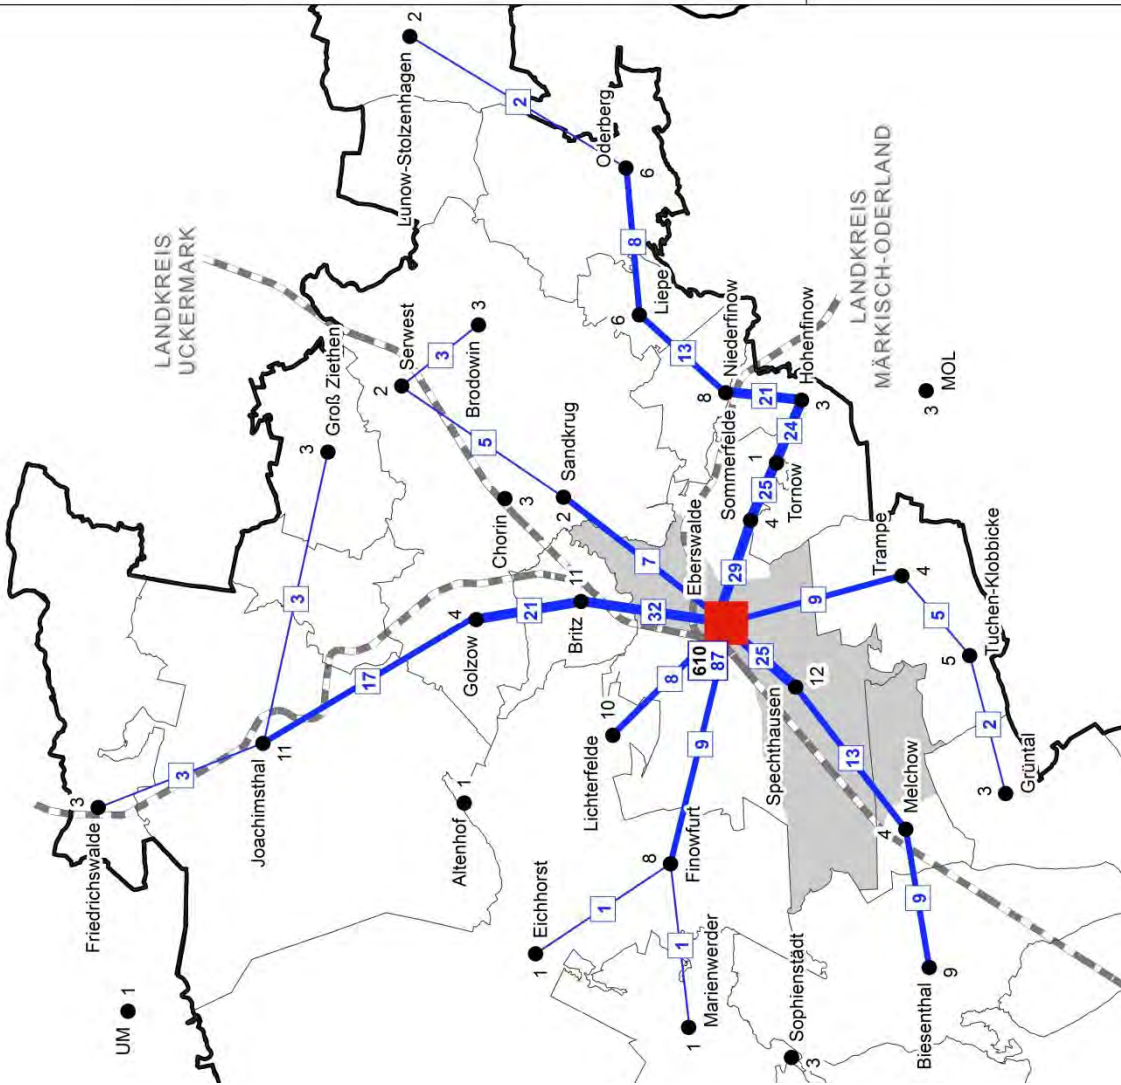 2
Lunow-Stolzenhagen
2
Oderberg
6
LANDKREIS
UCKERMARK
8
Liepe
6
LANDKREIS
MÄRKISCH-ODERLAND
Groß Ziethen
3
Serwest
2
3
3
Brodowin
5
13
Niederfinow
8
21
Hohenfinow
3
MOL
3
Sandkrug
2
Chorin
3
Sommerfelde
4
24
1
Tornow
25
3
Eberswalde
29
7
Trampe
4
9
5
Tuchen-Klobbicke
5
2
Grüntal
3
Friedrichswalde
3
3
Joachimsthal
11
17
Golzow
4
21
Britz
11
32
610
87
8
Lichterfelde
10
9
25
Spechthausen
12
13
Melchow
4
9
Biesenthal
9
Altenhof
1
Finowfurt
8
Eichhorst
1
1
1
Marienwerder
1
Sophienstädt
3
UM
1